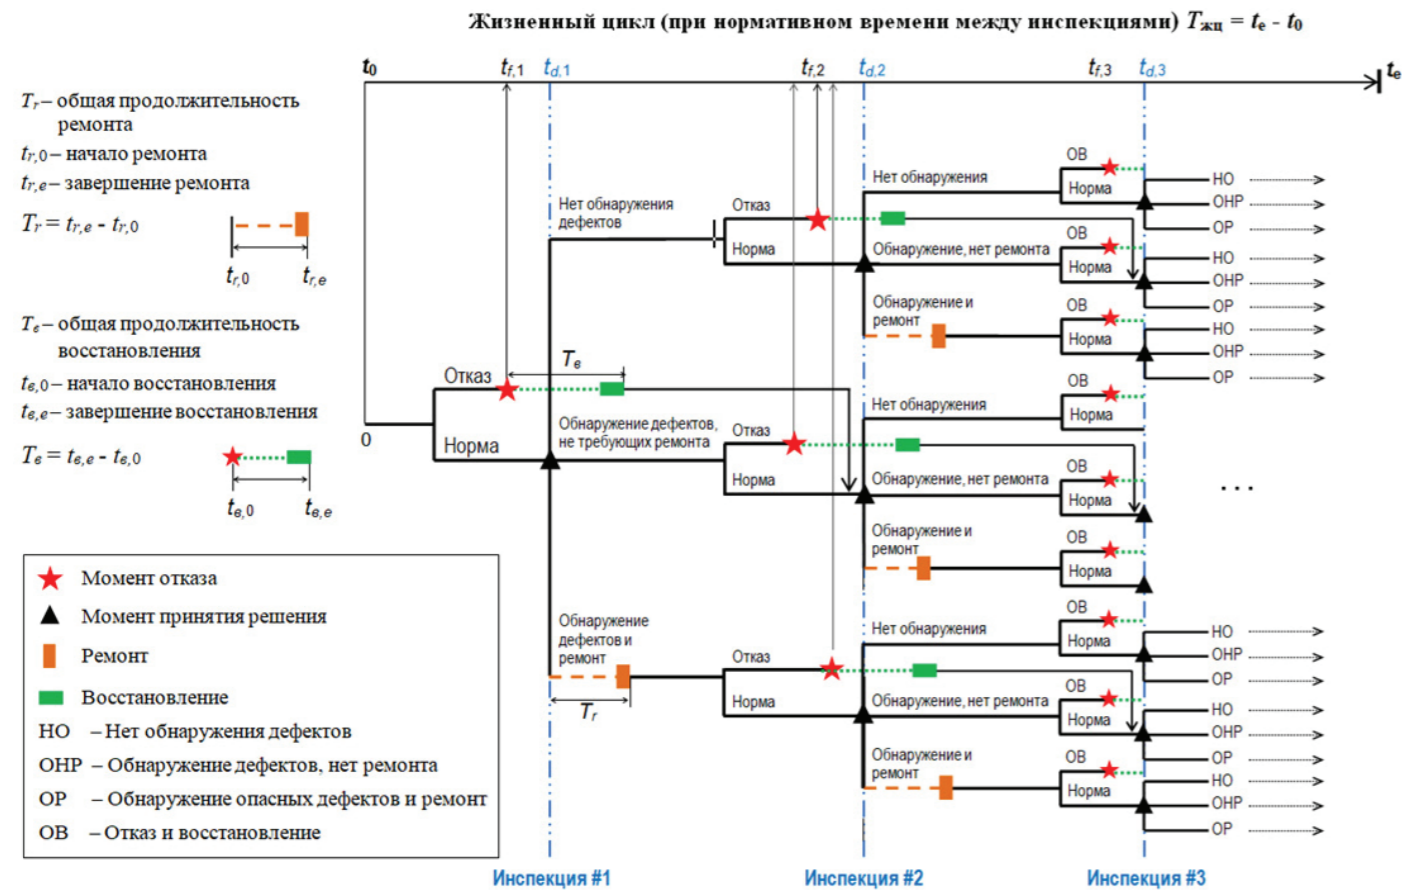 Жизненный цикл (при нормативном времени между инспекциями) Tжц = te - t0
t0
tf,1
td,1
tf,2
td,2
tf,3
td,3
te
Tr – общая продолжительность
ремонта
tr,0 – начало ремонта
tr,e – завершение ремонта
Tr = tr,e - tr,0
tr,0
tr,e
Tв – общая продолжительность
восстановления
tв,0 – начало восстановления
tв,e – завершение восстановления
Tв = tв,e - tв,0
tв,0
tв,e
Момент отказа
Момент принятия решения
Ремонт
Восстановление
НО – Нет обнаружения дефектов
ОНР – Обнаружение дефектов, нет ремонта
ОР – Обнаружение опасных дефектов и ремонт
ОВ – Отказ и восстановление
0
Отказ
Норма
Tв
Нет обнаружения
дефектов
Обнаружение дефектов,
не требующих ремонта
Обнаружение
дефектов и
ремонт
Tr
Отказ
Норма
Отказ
Норма
Отказ
Норма
Нет обнаружения
Обнаружение, нет ремонта
Обнаружение и
ремонт
Нет обнаружения
Обнаружение, нет ремонта
Обнаружение и
ремонт
Нет обнаружения
Обнаружение, нет ремонта
Обнаружение и
ремонт
ОВ
Норма
ОВ
Норма
ОВ
Норма
ОВ
Норма
ОВ
Норма
ОВ
Норма
ОВ
Норма
ОВ
Норма
ОВ
Норма
НО
ОНР
ОР
НО
ОНР
ОР
НО
ОНР
ОР
...
НО
ОНР
ОР
НО
ОНР
ОР
НО
ОНР
ОР
Инспекция #1
Инспекция #2
Инспекция #3